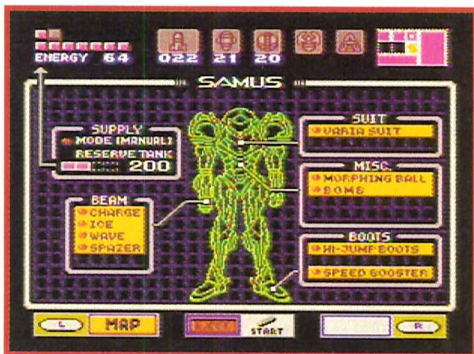 ENERGY 64 022 21 20
SAMUS
SUPPLY
MODE [MANUAL]
RESERVE TANK
200
BEAM
CHARGE
ICE
WAVE
SPAZER
SUIT
VARIA SUIT
MISC.
MORPHING BALL
BOMB
BOOTS
HI-JUMP BOOTS
SPEED BOOSTER
L MAP EXIT START R